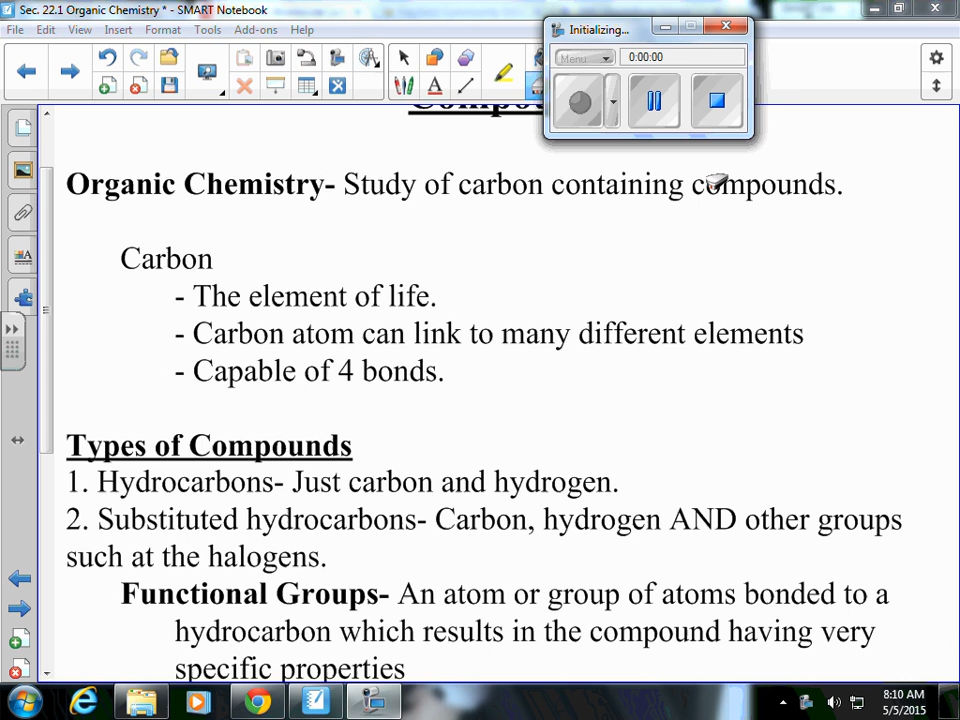 Sec. 22.1 Organic Chemistry * - SMART Notebook
Initializing...
File Edit View Insert Format Tools Add-ons Help
Menu 0:00:00
Organic Chemistry- Study of carbon containing compounds.
Carbon
- The element of life.
- Carbon atom can link to many different elements
- Capable of 4 bonds.
Types of Compounds
1. Hydrocarbons- Just carbon and hydrogen.
2. Substituted hydrocarbons- Carbon, hydrogen AND other groups
such at the halogens.
Functional Groups- An atom or group of atoms bonded to a
hydrocarbon which results in the compound having very
specific properties
8:10 AM
5/5/2015